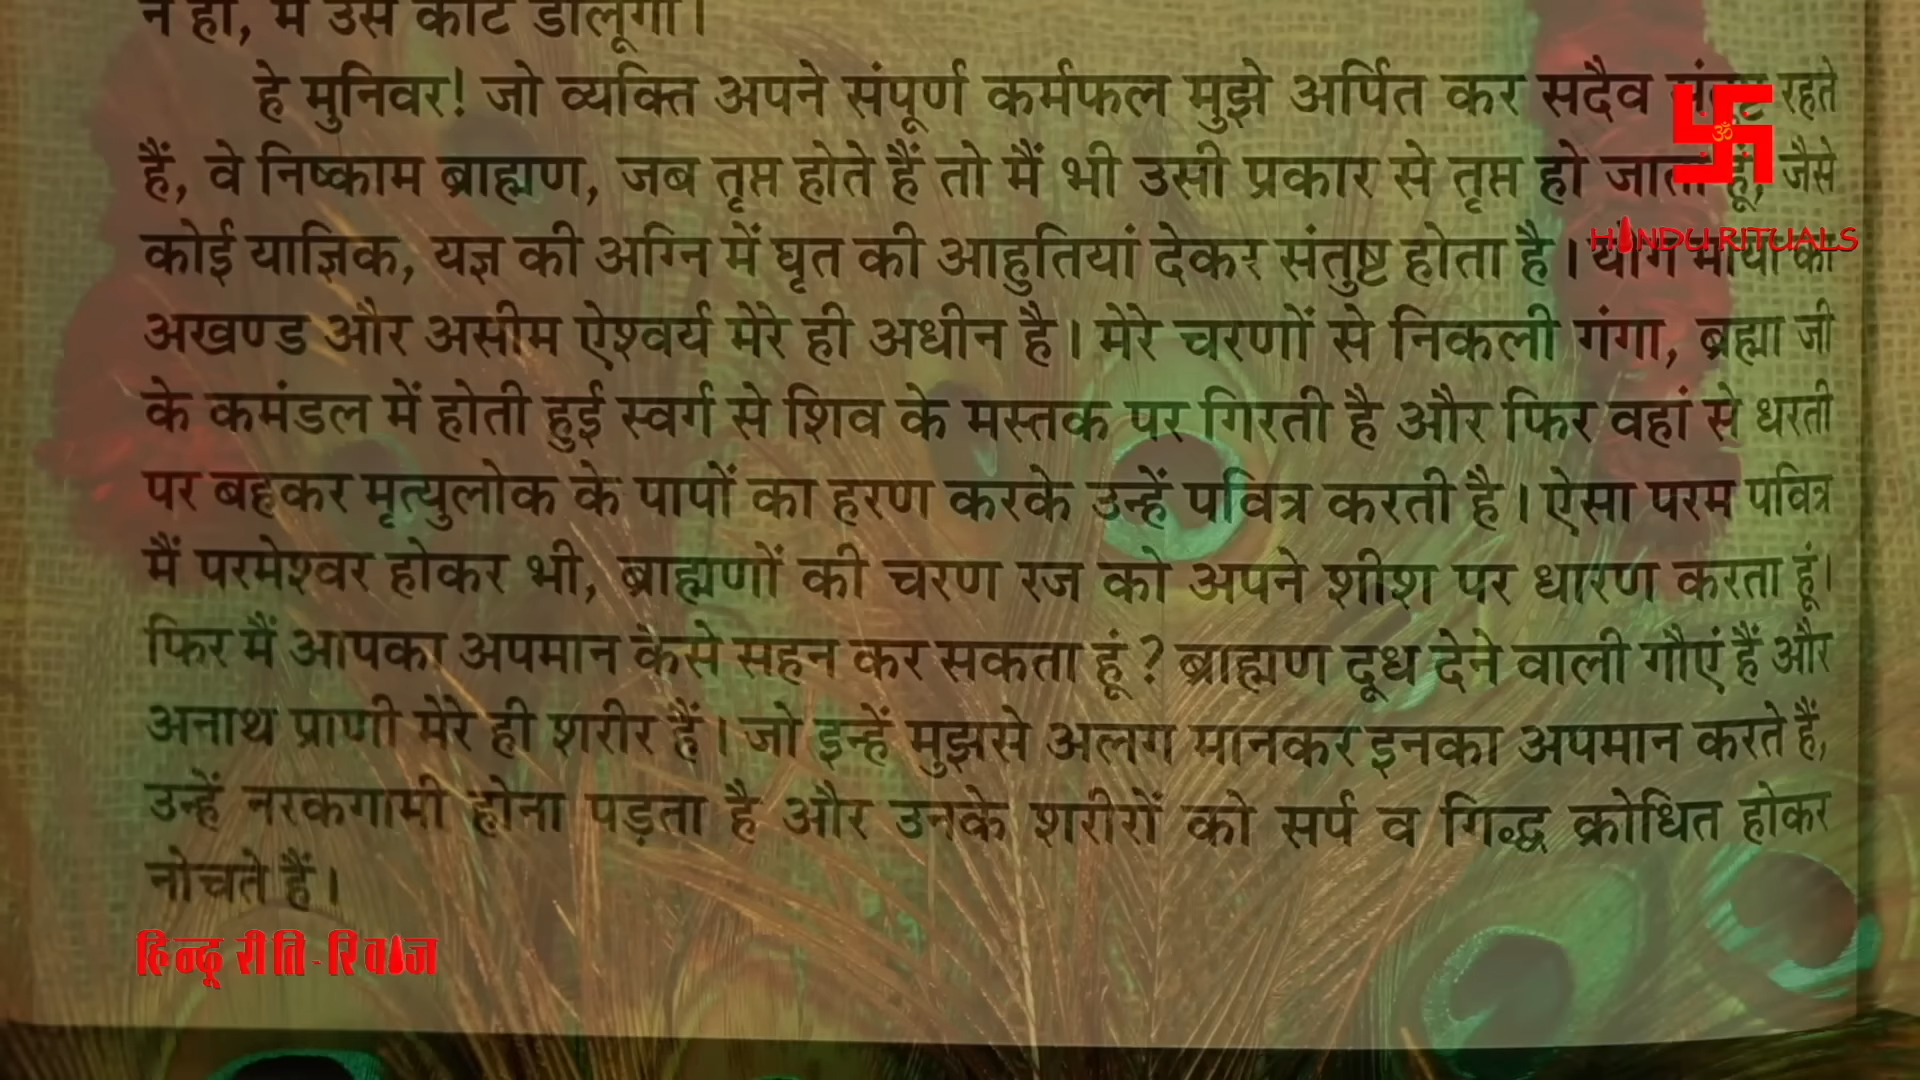 न हो, मैं उसे काट डालूंगा।
हे मुनिवर! जो व्यक्ति अपने संपूर्ण कर्मफल मुझे अर्पित कर सदैव रहते
हैं, वे निष्काम ब्राह्मण, जब तृप्त होते हैं तो मैं भी उसी प्रकार से तृप्त हो जाता हूं, जैसे
कोई याज्ञिक, यज्ञ की अग्नि में घृत की आहुतियां देकर संतुष्ट होता है। योग माया का
अखण्ड और असीम ऐश्वर्य मेरे ही अधीन है। मेरे चरणों से निकली गंगा, ब्रह्मा जी
के कमंडल में होती हुई स्वर्ग से शिव के मस्तक पर गिरती है और फिर वहां से धरती
पर बहकर मृत्युलोक के पापों का हरण करके उन्हें पवित्र करती है। ऐसा परम पवित्र
मैं परमेश्वर होकर भी, ब्राह्मणों की चरण रज को अपने शीश पर धारण करता हूं।
फिर मैं आपका अपमान कैसे सहन कर सकता हूं? ब्राह्मण दूध देने वाली गौएं हैं और
अनाथ प्राणी मेरे ही शरीर हैं। जो इन्हें मुझसे अलग मानकर इनका अपमान करते हैं,
उन्हें नरकगामी होना पड़ता है और उनके शरीरों को सर्प व गिद्ध क्रोधित होकर
नोचते हैं।
ॐ
HINDU RITUALS
हिन्दू रीति-रिवाज